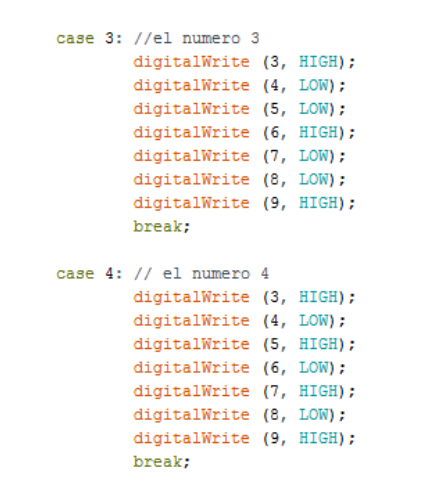 case 3: //el numero 3
digitalWrite (3, HIGH);
digitalWrite (4, LOW);
digitalWrite (5, LOW);
digitalWrite (6, HIGH);
digitalWrite (7, LOW);
digitalWrite (8, LOW);
digitalWrite (9, HIGH);
break;
case 4: // el numero 4
digitalWrite (3, HIGH);
digitalWrite (4, LOW);
digitalWrite (5, HIGH);
digitalWrite (6, LOW);
digitalWrite (7, HIGH);
digitalWrite (8, LOW);
digitalWrite (9, HIGH);
break;